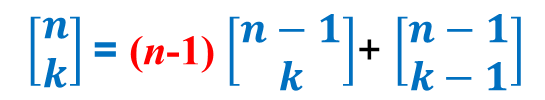 [n k] = (n-1) [n − 1 k] + [n − 1 k − 1]